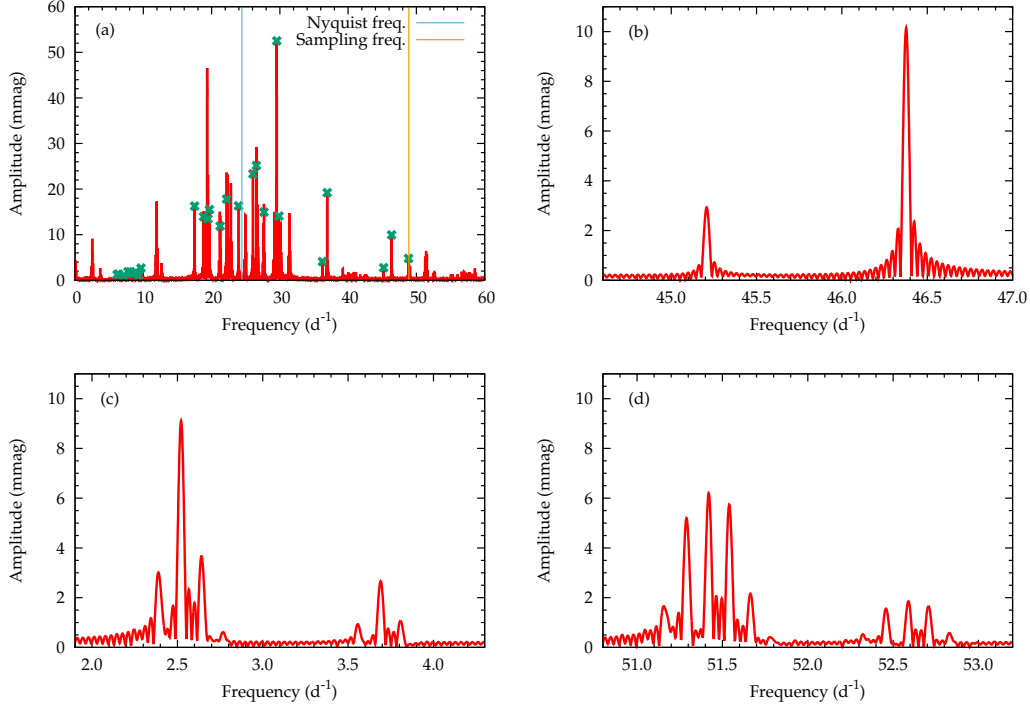 (a)
Nyquist freq.
Sampling freq.
Amplitude (mmag)
60
50
40
30
20
10
0
0 10 20 30 40 50 60
Frequency (d⁻¹)
(b)
Amplitude (mmag)
10
8
6
4
2
0
45.0 45.5 46.0 46.5 47.0
Frequency (d⁻¹)
(c)
Amplitude (mmag)
10
8
6
4
2
0
2.0 2.5 3.0 3.5 4.0
Frequency (d⁻¹)
(d)
Amplitude (mmag)
10
8
6
4
2
0
51.0 51.5 52.0 52.5 53.0
Frequency (d⁻¹)